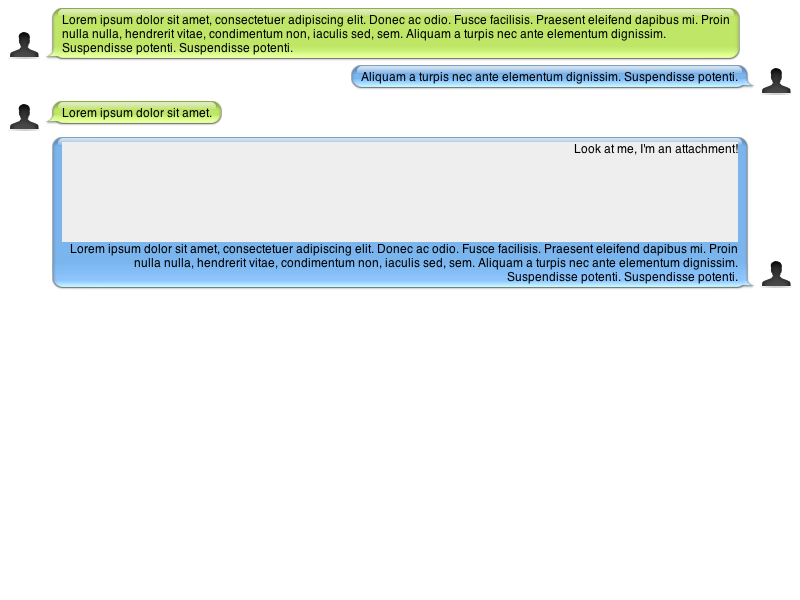 Lorem ipsum dolor sit amet, consectetuer adipiscing elit. Donec ac odio. Fusce facilisis. Praesent eleifend dapibus mi. Proin
nulla nulla, hendrerit vitae, condimentum non, iaculis sed, sem. Aliquam a turpis nec ante elementum dignissim.
Suspendisse potenti. Suspendisse potenti.
Aliquam a turpis nec ante elementum dignissim. Suspendisse potenti.
Lorem ipsum dolor sit amet.
Look at me, I'm an attachment!
Lorem ipsum dolor sit amet, consectetuer adipiscing elit. Donec ac odio. Fusce facilisis. Praesent eleifend dapibus mi. Proin
nulla nulla, hendrerit vitae, condimentum non, iaculis sed, sem. Aliquam a turpis nec ante elementum dignissim.
Suspendisse potenti. Suspendisse potenti.